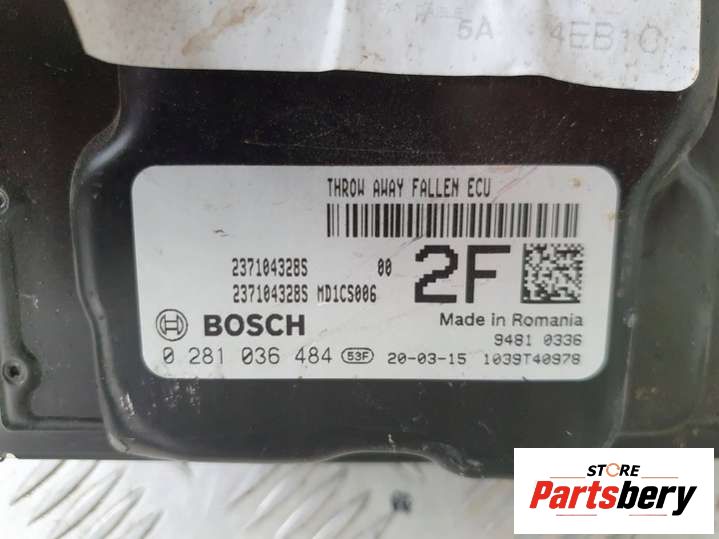 5A 4EB1C
THROW AWAY FALLEN ECU
237104328S 00
237104328S MD1CS006
2F
BOSCH
Made in Romania
9481 0336
0 281 036 484 53F 20-03-15 1039T40978
STORE
Partsbery